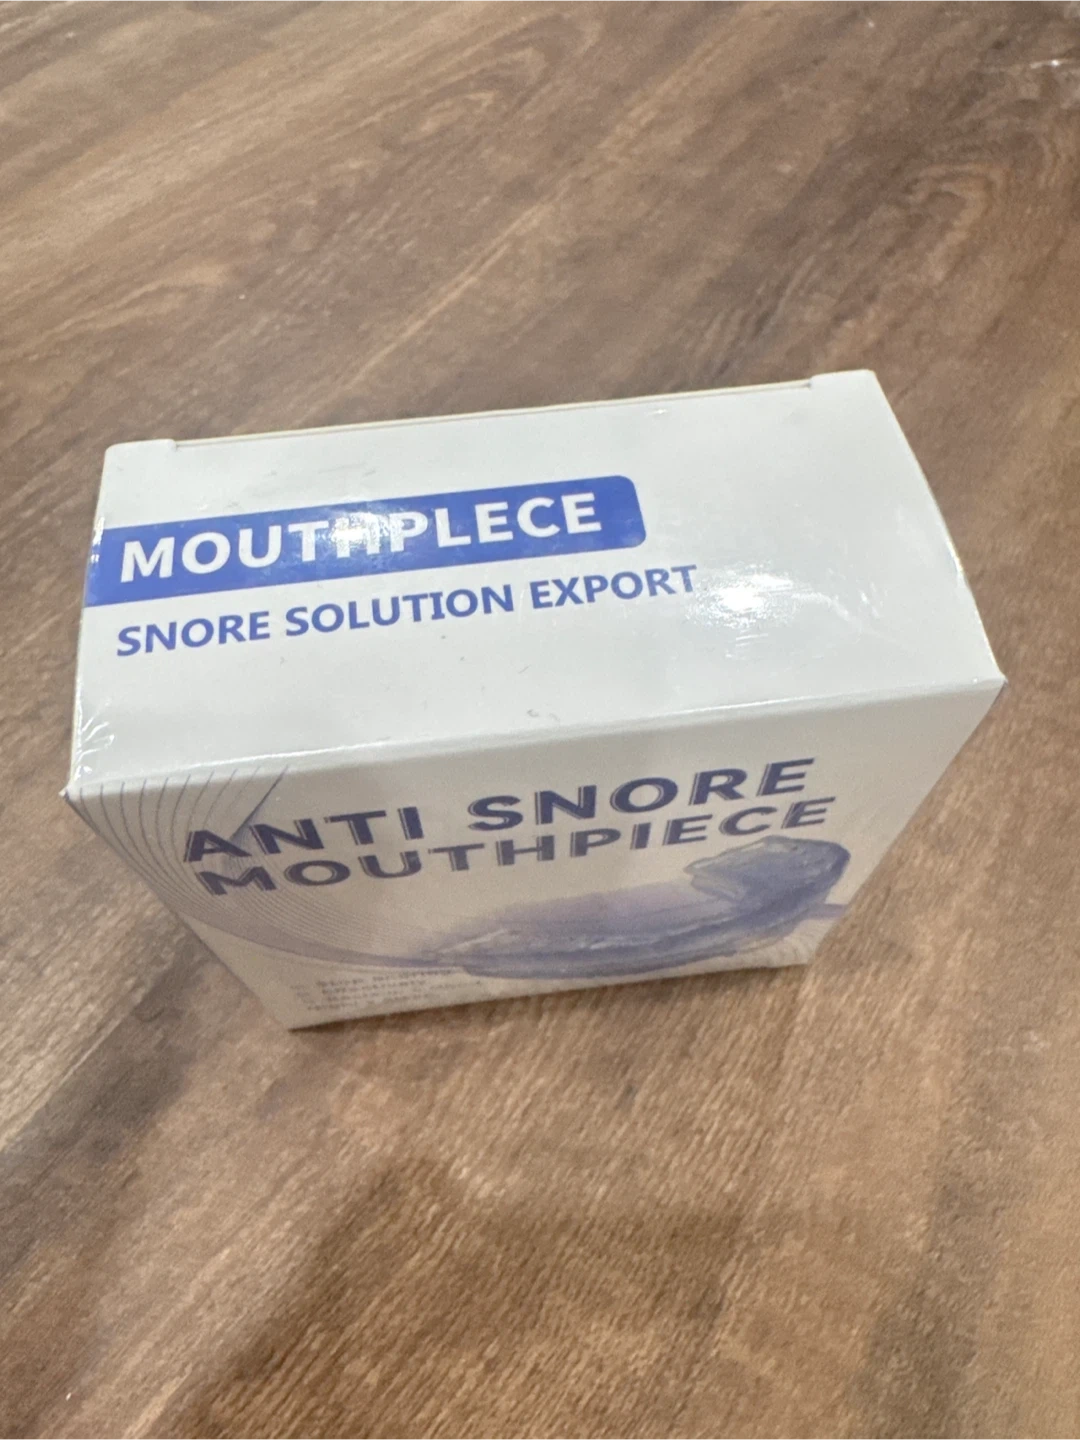 MOUTHPLECE
SNORE SOLUTION EXPORT
ANTI SNORE
MOUTHPIECE